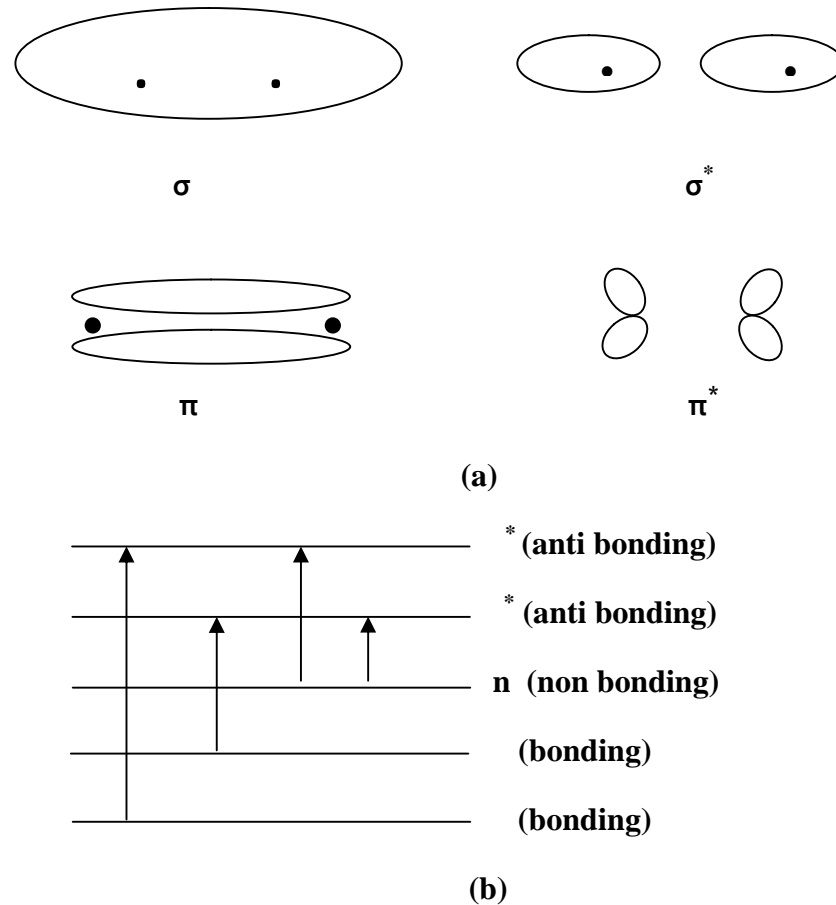 σ σ*
π π*
(a)
* (anti bonding)
* (anti bonding)
n (non bonding)
(bonding)
(bonding)
(b)